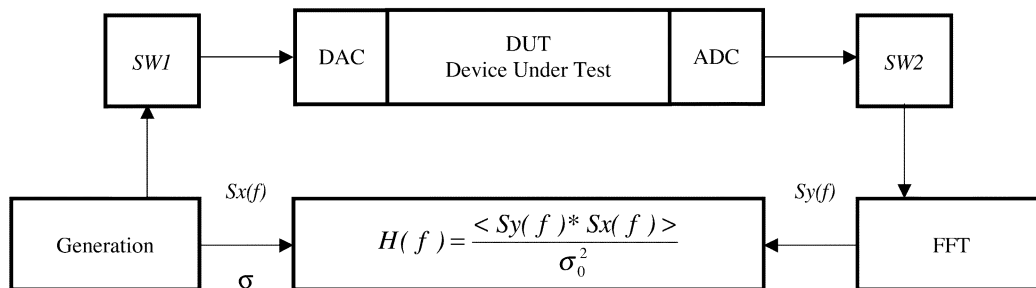 SW1
DAC
DUT
Device Under Test
ADC
SW2
Sx(f)
Sy(f)
Generation
H( f ) = < Sy( f )* Sx( f ) > / σ₀²
FFT
σ